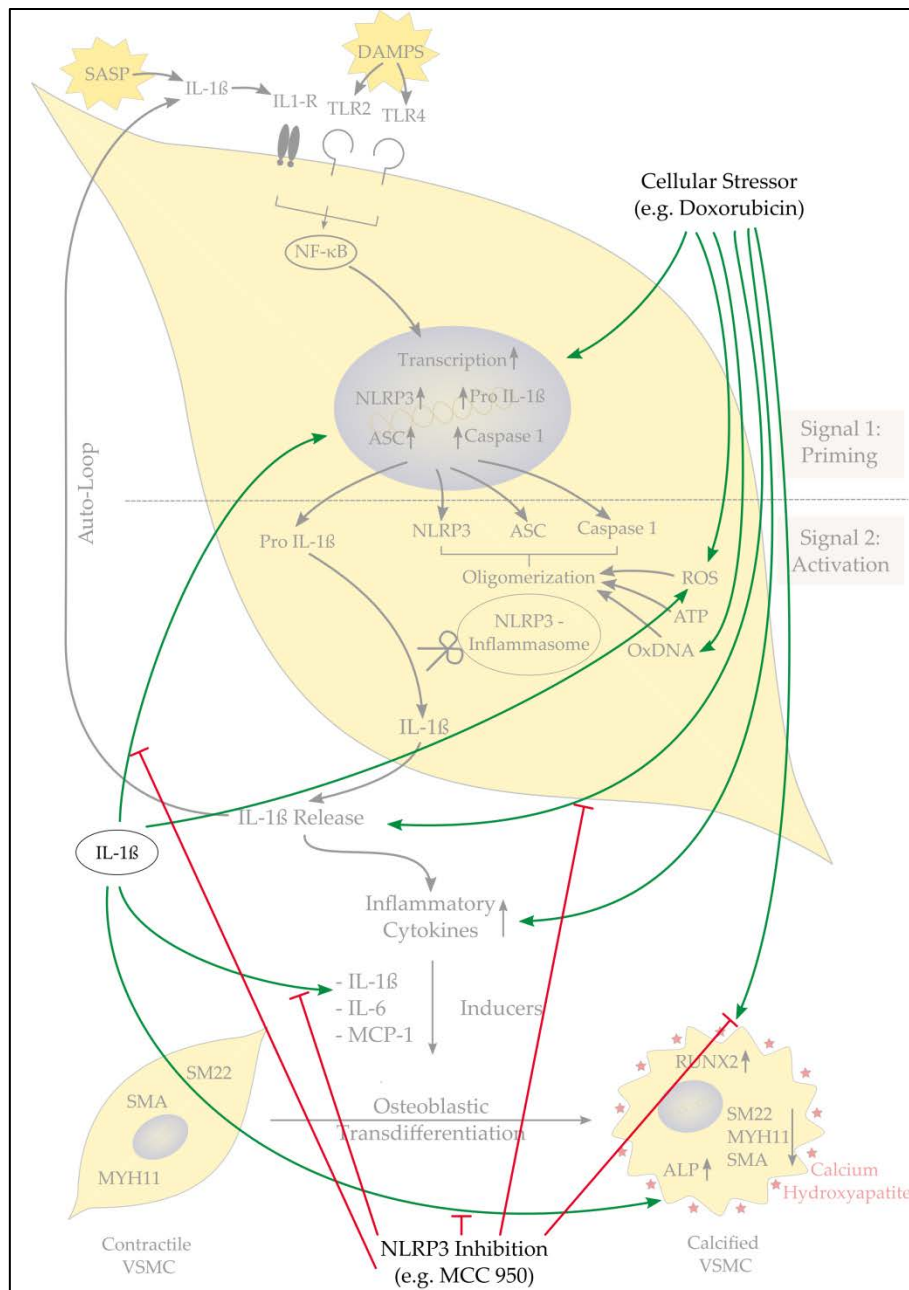 DAMPS
SASP
IL-1ß
IL1-R
TLR2
TLR4
Cellular Stressor
(e.g. Doxorubicin)
NF-κB
Transcription
NLRP3
Pro IL-1ß
ASC
Caspase 1
Signal 1:
Priming
Auto-Loop
Pro IL-1ß
NLRP3
ASC
Caspase 1
Signal 2:
Activation
Oligomerization
ROS
ATP
OxDNA
NLRP3 -
Inflammasome
IL-1ß
IL-1ß Release
IL-1ß
Inflammatory
Cytokines
- IL-1ß
- IL-6
- MCP-1
Inducers
SM22
SMA
MYH11
Osteoblastic
Transdifferentiation
RUNX2
SM22
MYH11
SMA
ALP
Calcium
Hydroxyapatite
Contractile
VSMC
NLRP3 Inhibition
(e.g. MCC 950)
Calcified
VSMC